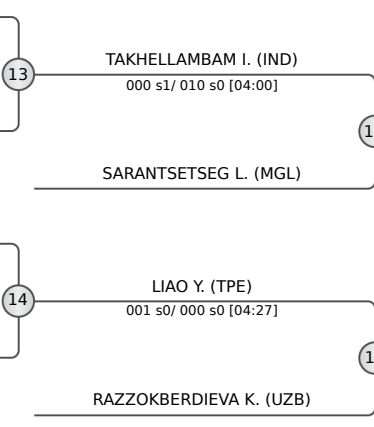 TAKHELLAMBAM I. (IND)
13
000 s1/ 010 s0 [04:00]
SARANTSETSEG L. (MGL)
LIAO Y. (TPE)
14
001 s0/ 000 s0 [04:27]
RAZZOKBERDIEVA K. (UZB)